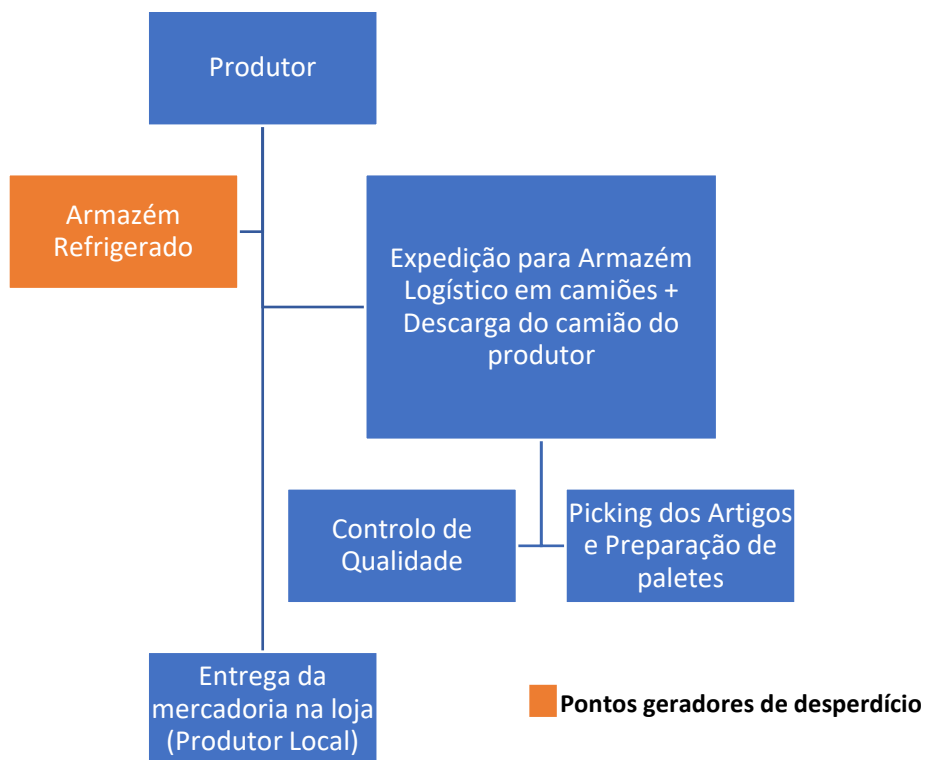 Produtor
Armazém
Refrigerado
Expedição para Armazém
Logístico em camiões +
Descarga do camião do
produtor
Controlo de
Qualidade
Picking dos Artigos
e Preparação de
paletes
Entrega da
mercadoria na loja
(Produtor Local)
Pontos geradores de desperdício